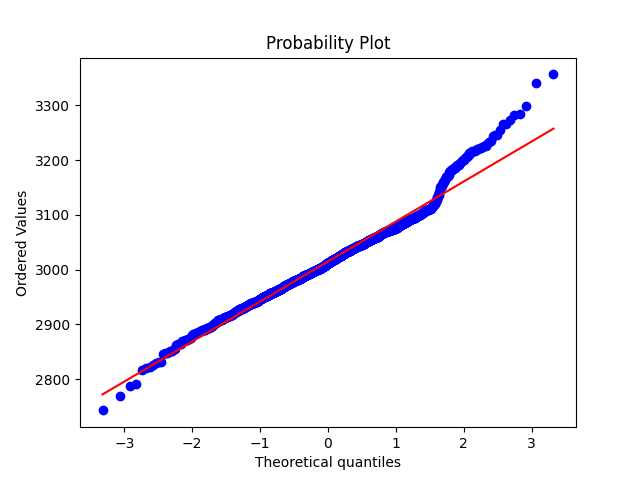 Probability Plot
Ordered Values
3300
3200
3100
3000
2900
2800
−3 −2 −1 0 1 2 3
Theoretical quantiles